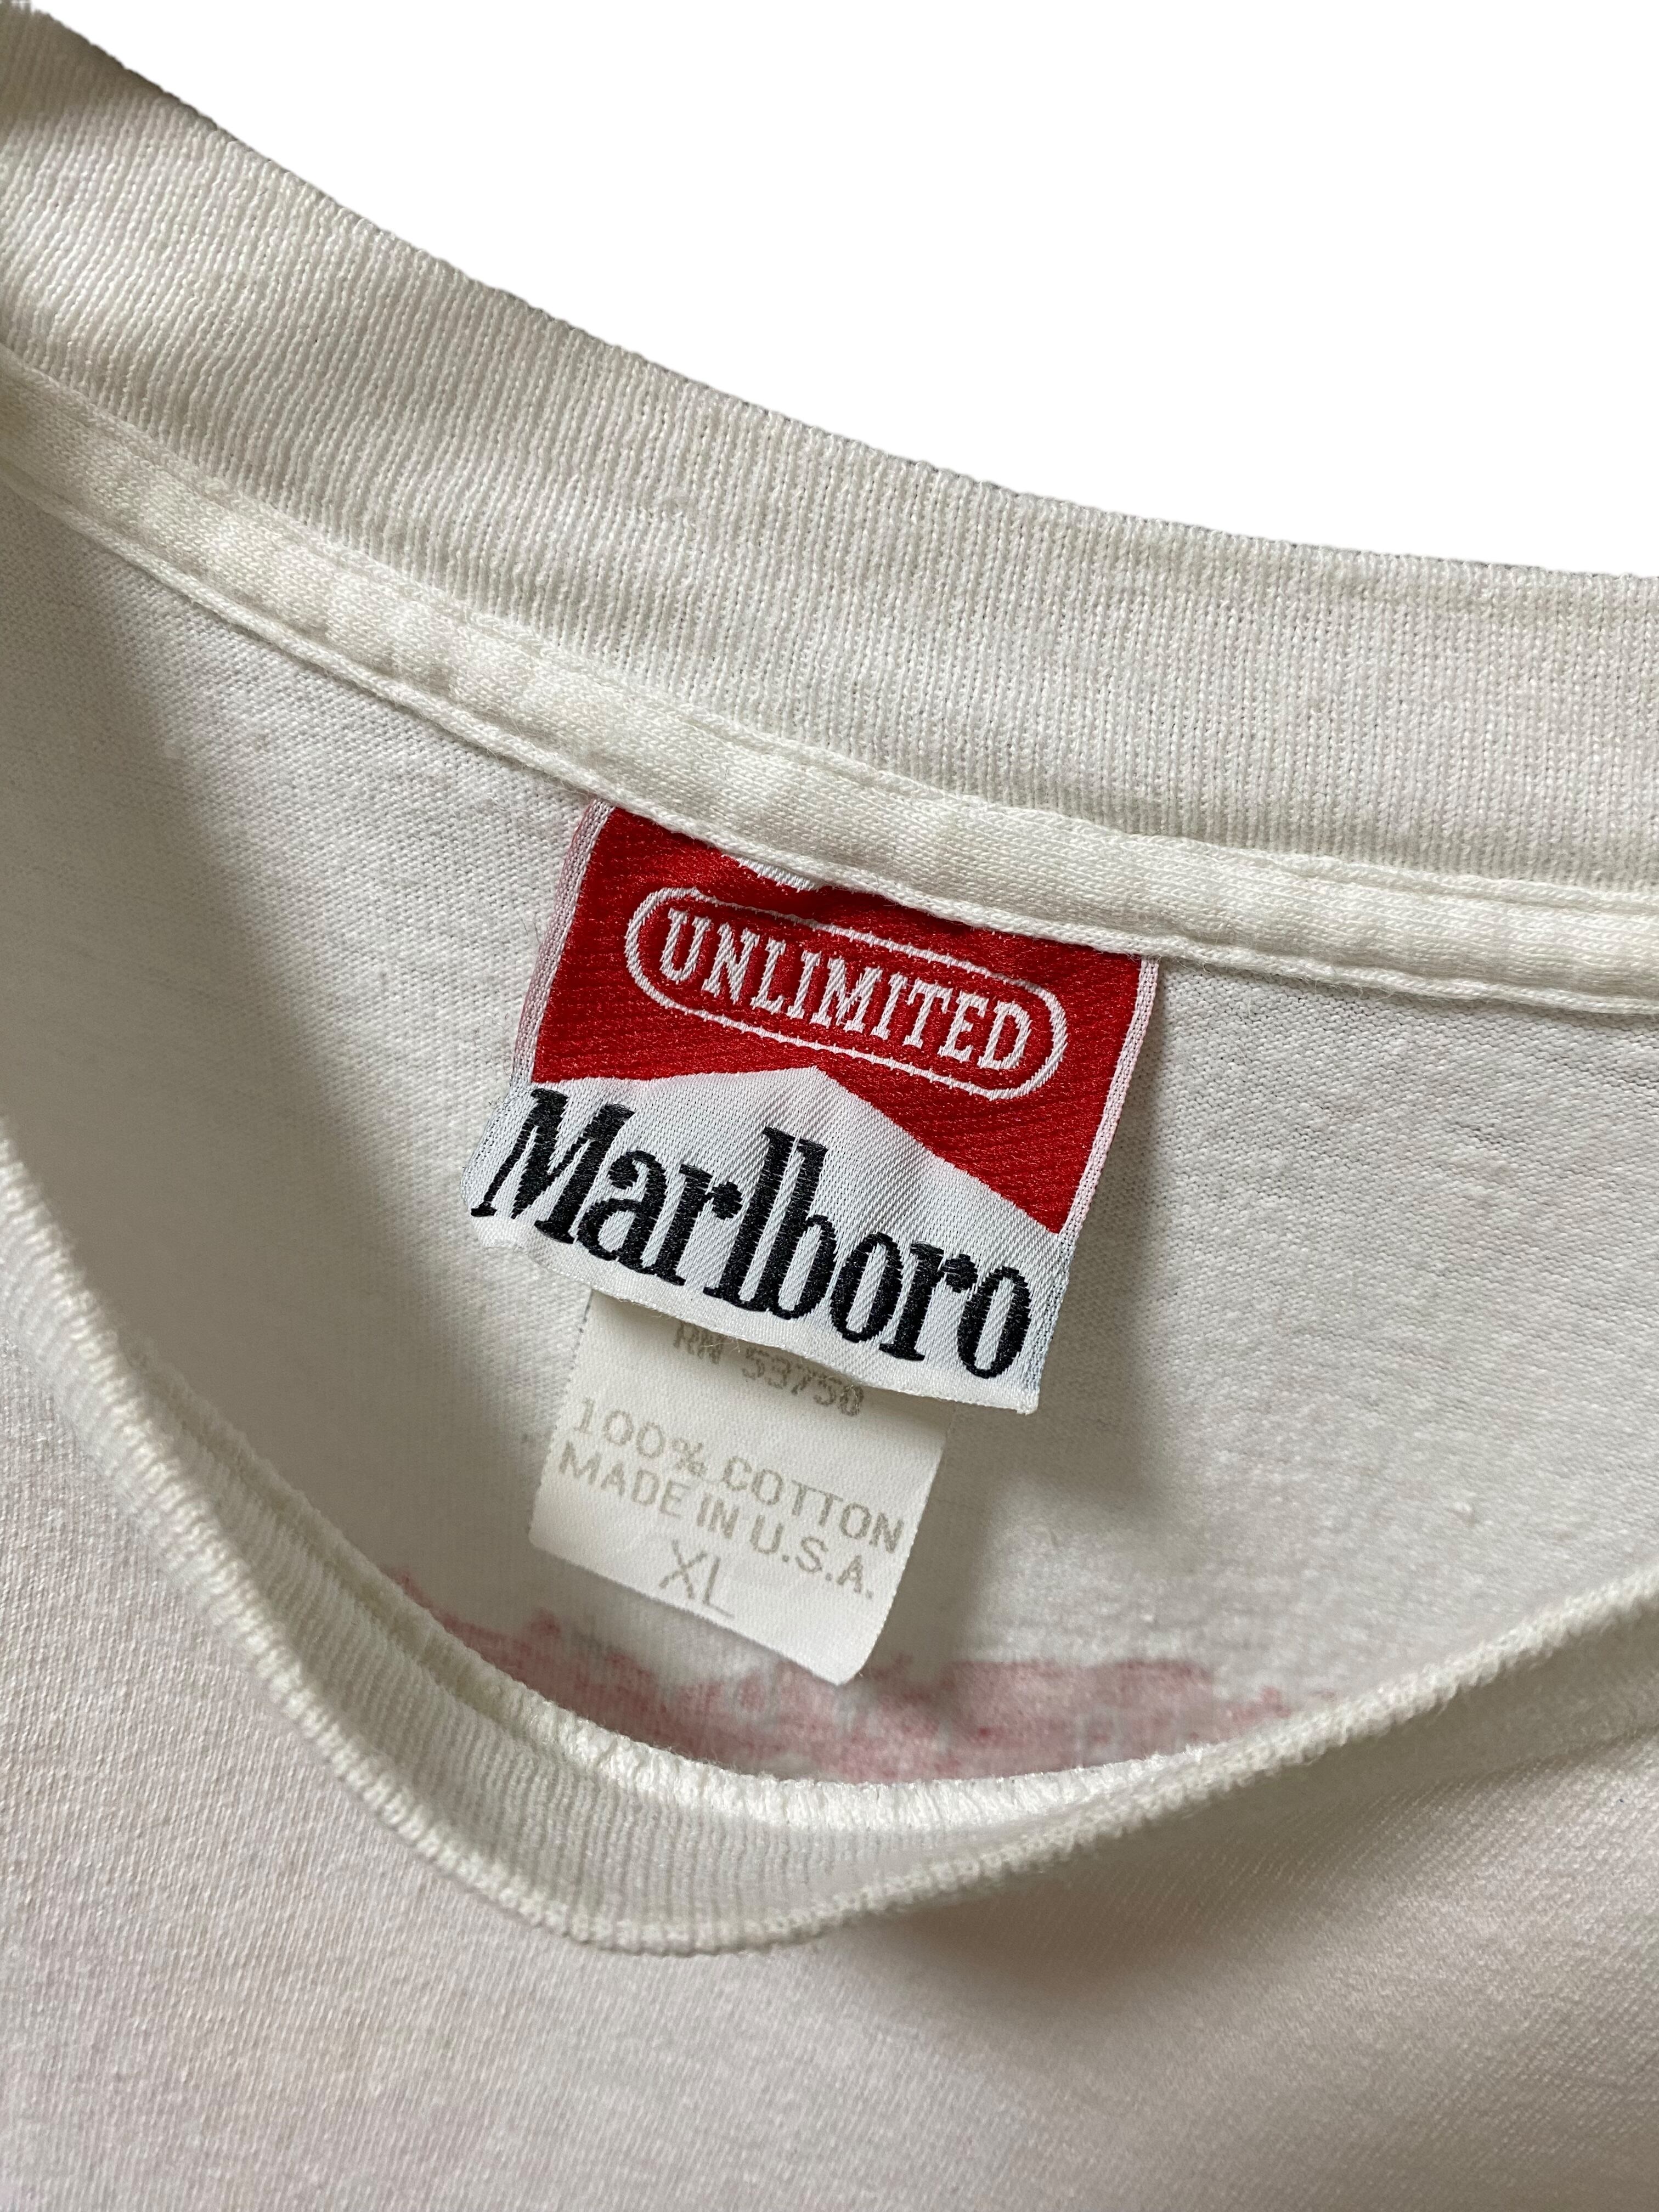 UNLIMITED
Marlboro
RN 53750
100% COTTON
MADE IN U.S.A.
XL